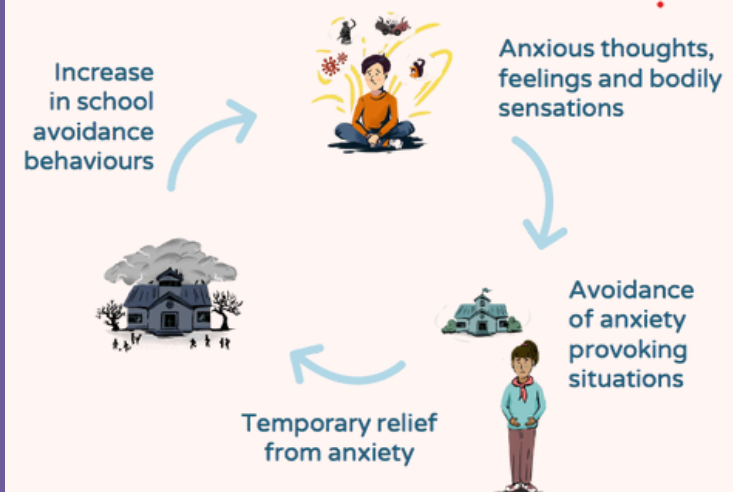 Anxious thoughts,
feelings and bodily
sensations
Avoidance
of anxiety
provoking
situations
Temporary relief
from anxiety
Increase
in school
avoidance
behaviours